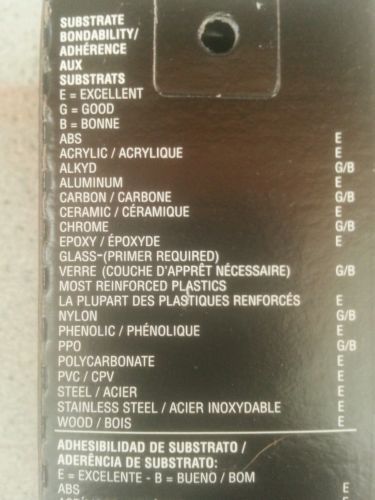 SUBSTRATE
BONDABILITY/
ADHÉRENCE
AUX
SUBSTRATS
E = EXCELLENT
G = GOOD
B = BONNE
ABS E
ACRYLIC / ACRYLIQUE E
ALKYD G/B
ALUMINUM E
CARBON / CARBONE G/B
CERAMIC / CÉRAMIQUE E
CHROME G/B
EPOXY / ÉPOXYDE E
GLASS-(PRIMER REQUIRED)
VERRE (COUCHE D'APPRÊT NÉCESSAIRE) G/B
MOST REINFORCED PLASTICS
LA PLUPART DES PLASTIQUES RENFORCÉS E
NYLON G/B
PHENOLIC / PHÉNOLIQUE E
PPO G/B
POLYCARBONATE E
PVC / CPV E
STEEL / ACIER E
STAINLESS STEEL / ACIER INOXYDABLE E
WOOD / BOIS E
ADHESIBILIDAD DE SUBSTRATO /
ADERÊNCIA DE SUBSTRATO:
E = EXCELENTE - B = BUENO / BOM
ABS E